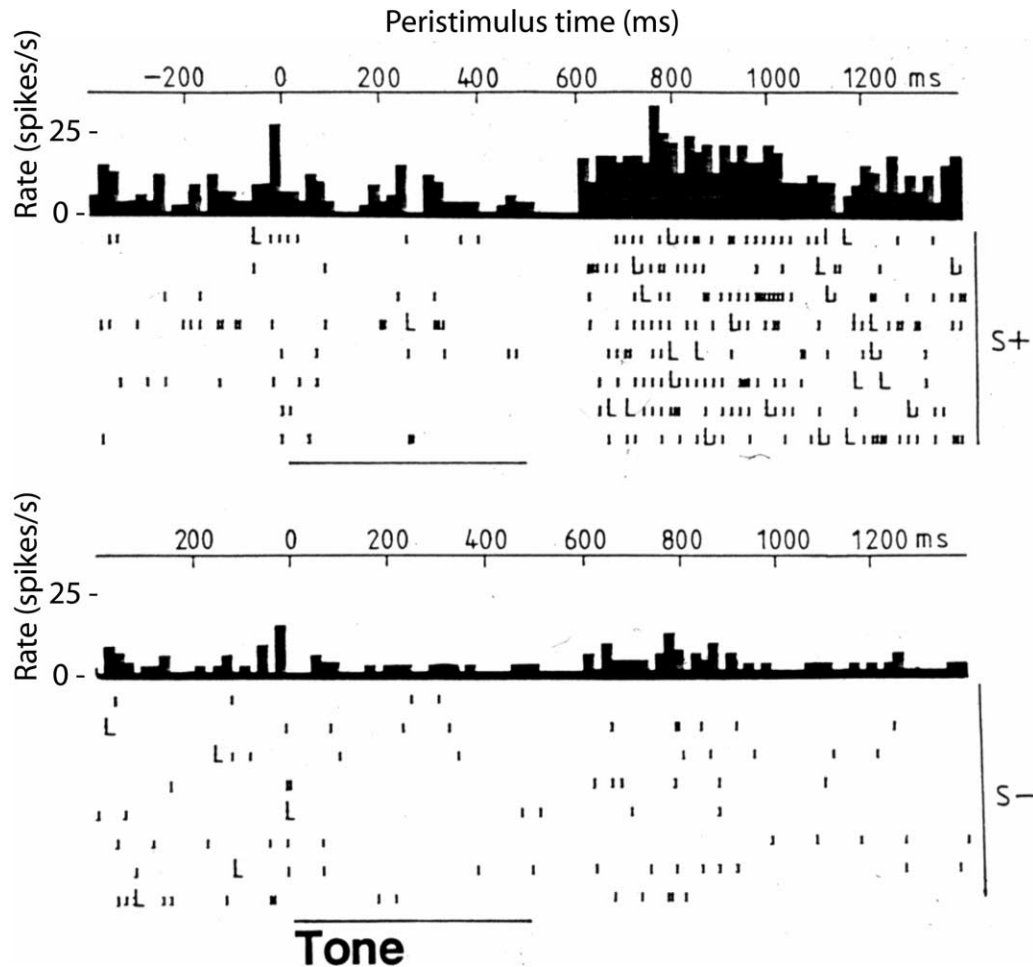 Peristimulus time (ms)
-200 0 200 400 600 800 1000 1200 ms
Rate (spikes/s)
25 -
0 -
S+
200 0 200 400 600 800 1000 1200 ms
Rate (spikes/s)
25 -
0 -
S-
Tone